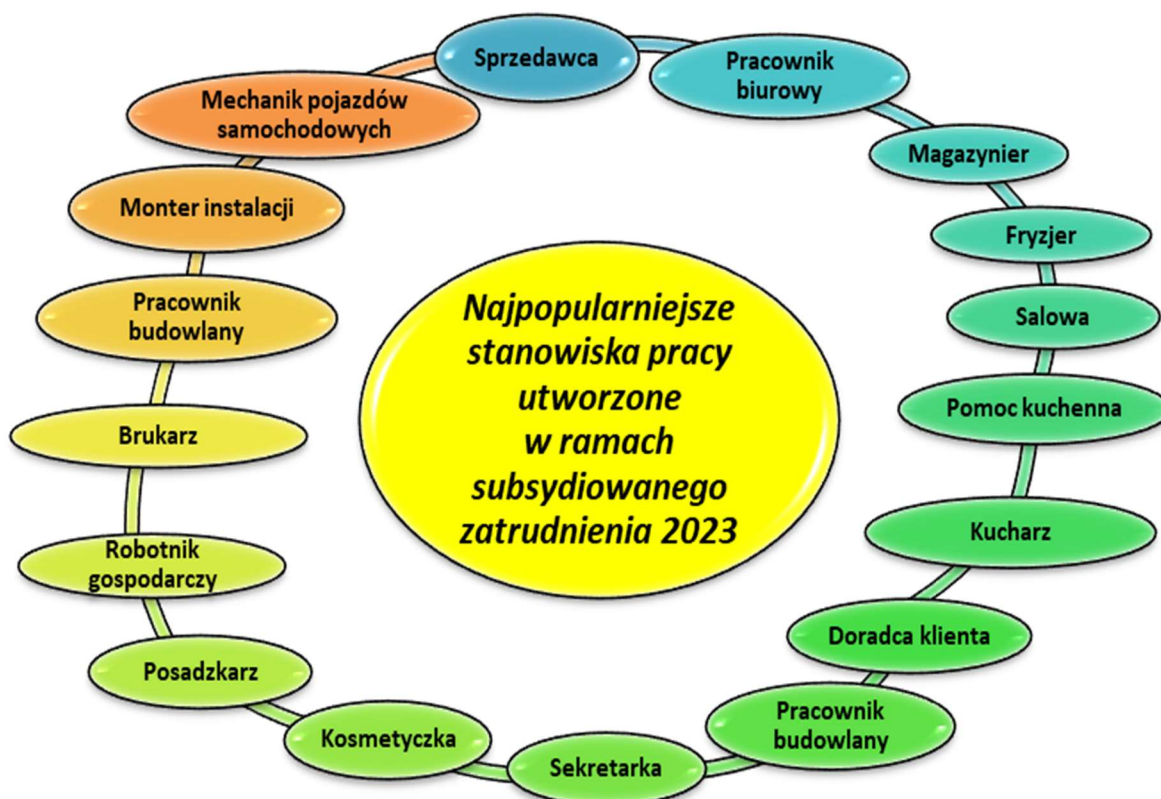 Sprzedawca
Pracownik
biurowy
Magazynier
Fryzjer
Salowa
Pomoc kuchenna
Kucharz
Doradca klienta
Pracownik
budowlany
Sekretarka
Kosmetyczka
Posadzkarz
Robotnik
gospodarczy
Brukarz
Pracownik
budowlany
Monter instalacji
Mechanik pojazdów
samochodowych
Najpopularniejsze
stanowiska pracy
utworzone
w ramach
subsydiowanego
zatrudnienia 2023